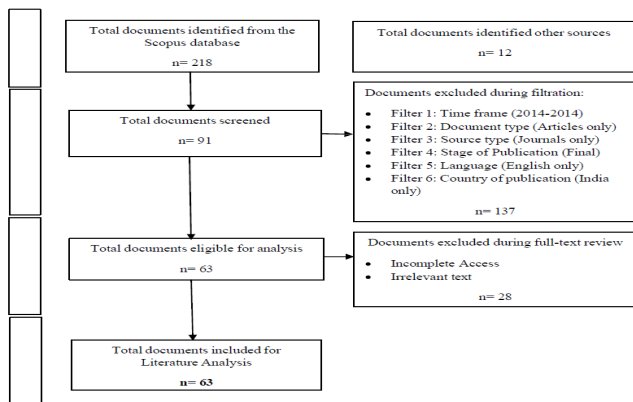 Total documents identified from the
Scopus database
n= 218
Total documents identified other sources
n= 12
Documents excluded during filtration:
• Filter 1: Time frame (2014-2014)
• Filter 2: Document type (Articles only)
• Filter 3: Source type (Journals only)
• Filter 4: Stage of Publication (Final)
• Filter 5: Language (English only)
• Filter 6: Country of publication (India
only)
n= 137
Total documents screened
n= 91
Total documents eligible for analysis
n= 63
Documents excluded during full-text review
• Incomplete Access
• Irrelevant text
n= 28
Total documents included for
Literature Analysis
n= 63